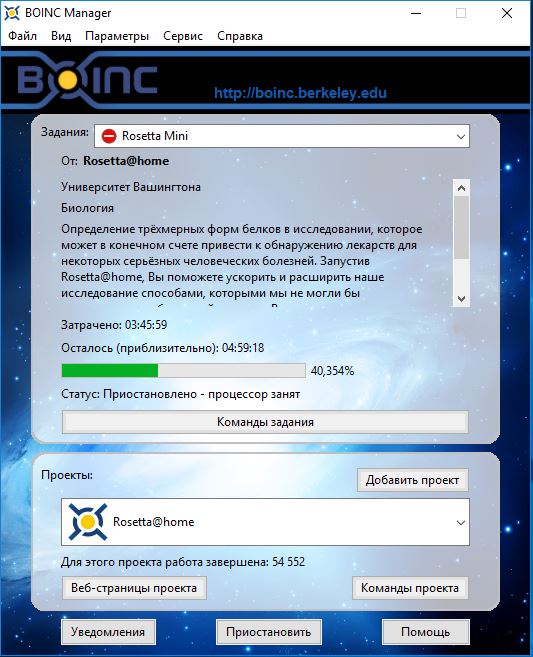 BOINC Manager
Файл Вид Параметры Сервис Справка
BOINC
http://boinc.berkeley.edu
Задания: Rosetta Mini
От: Rosetta@home
Университет Вашингтона
Биология
Определение трёхмерных форм белков в исследовании, которое
может в конечном счете привести к обнаружению лекарств для
некоторых серьёзных человеческих болезней. Запустив
Rosetta@home, Вы поможете ускорить и расширить наше
исследование способами, которыми мы не могли бы
Затрачено: 03:45:59
Осталось (приблизительно): 04:59:18
40,354%
Статус: Приостановлено - процессор занят
Команды задания
Проекты:
Добавить проект
Rosetta@home
Для этого проекта работа завершена: 54 552
Веб-страницы проекта Команды проекта
Уведомления Приостановить Помощь